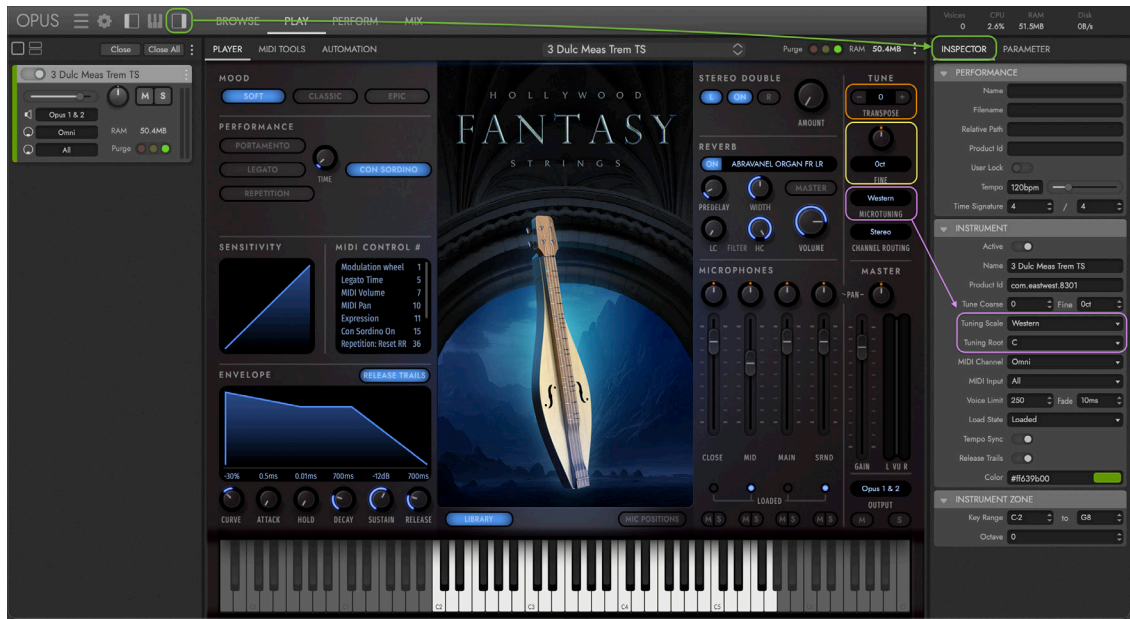 OPUS
BROWSE PLAY PERFORM MIX
Voices CPU RAM Disk
0 2.6% 51.5MB 0B/s
Close Close All
PLAYER MIDI TOOLS AUTOMATION
3 Dulc Meas Trem TS
Purge RAM 50.4MB
INSPECTOR PARAMETER
3 Dulc Meas Trem TS
M S
Opus 1 & 2
Omni RAM 50.4MB
All Purge
MOOD
SOFT CLASSIC EPIC
PERFORMANCE
PORTAMENTO
LEGATO
REPETITION
TIME
CON SORDINO
SENSITIVITY
MIDI CONTROL #
Modulation wheel 1
Legato Time 5
MIDI Volume 7
MIDI Pan 10
Expression 11
Con Sordino On 15
Repetition: Reset RR 36
ENVELOPE
RELEASE TRAILS
-30% 0.5ms 0.01ms 700ms -12dB 700ms
CURVE ATTACK HOLD DECAY SUSTAIN RELEASE
HOLLYWOOD
FANTASY
STRINGS
LIBRARY
MIC POSITIONS
STEREO DOUBLE
L ON R
AMOUNT
REVERB
ON ABRAVANEL ORGAN FR LR
MASTER
PREDELAY WIDTH
LC FILTER HC VOLUME
MICROPHONES
PAN
CLOSE MID MAIN SRND
LOADED
M S M S M S M S
TUNE
- 0 +
TRANSPOSE
0ct
FINE
Western
MICROTUNING
Stereo
CHANNEL ROUTING
MASTER
GAIN L VU R
Opus 1 & 2
OUTPUT
M S
C2 C3 C4 C5
PERFORMANCE
Name
Filename
Relative Path
Product Id
User Lock
Tempo 120bpm
Time Signature 4 / 4
INSTRUMENT
Active
Name 3 Dulc Meas Trem TS
Product Id com.eastwest.8301
Tune Coarse 0 Fine 0ct
Tuning Scale Western
Tuning Root C
MIDI Channel Omni
MIDI Input All
Voice Limit 250 Fade 10ms
Load State Loaded
Tempo Sync
Release Trails
Color #ff639b00
INSTRUMENT ZONE
Key Range C-2 to G8
Octave 0